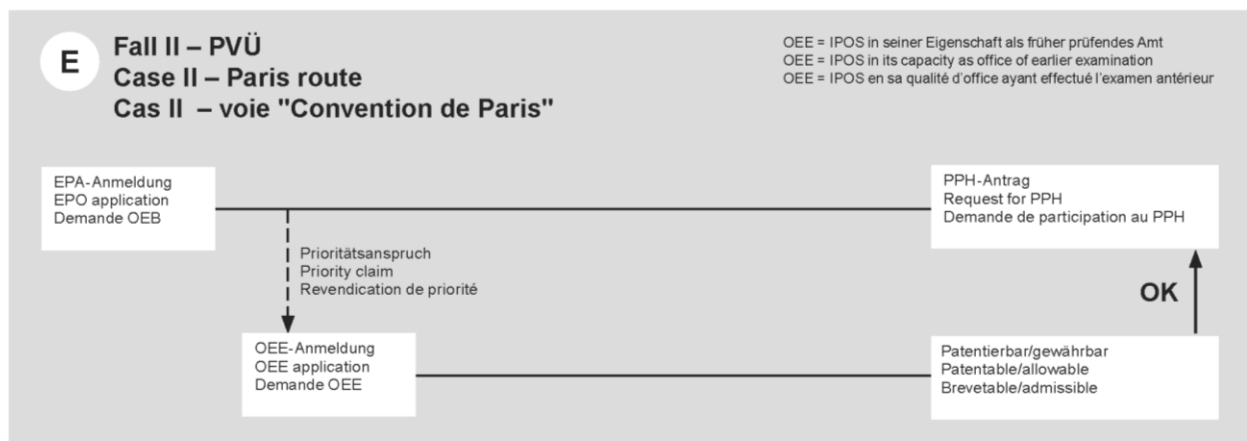 E
Fall II – PVÜ
Case II – Paris route
Cas II – voie "Convention de Paris"
OEE = IPOS in seiner Eigenschaft als früher prüfendes Amt
OEE = IPOS in its capacity as office of earlier examination
OEE = IPOS en sa qualité d'office ayant effectué l'examen antérieur
EPA-Anmeldung
EPO application
Demande OEB
PPH-Antrag
Request for PPH
Demande de participation au PPH
Prioritätsanspruch
Priority claim
Revendication de priorité
OK
OEE-Anmeldung
OEE application
Demande OEE
Patentierbar/gewährbar
Patentable/allowable
Brevetable/admissible